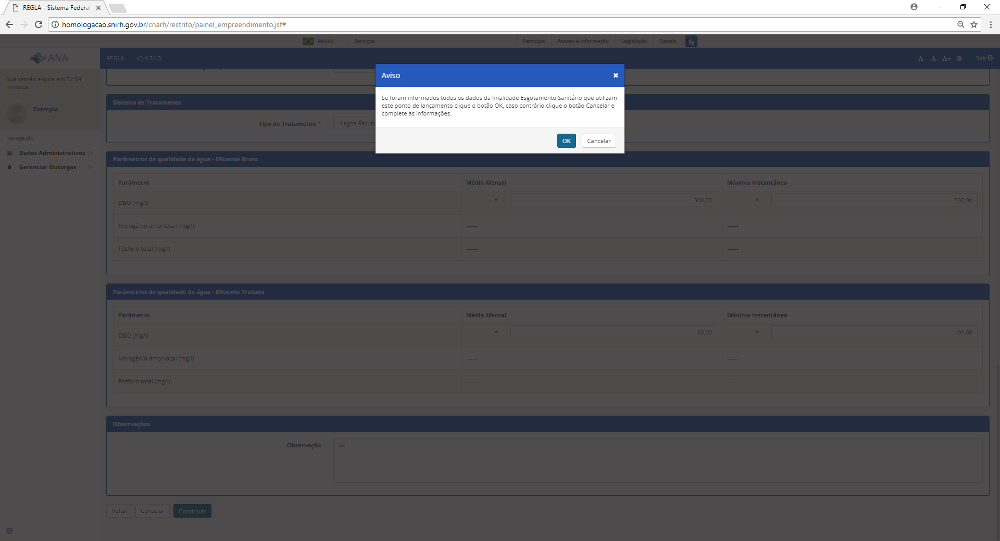 REGLA - Sistema Federal
homologacao.snirh.gov.br/cnarh/restrito/painel_empreendimento.jsf#
BRASIL Serviços Participe Acesso à informação Legislação Canais
ANA REGLA v3.4.74.0 A- A A+ Sair
Sua sessão expira em 52:54
minutos
Exemplo
Navegação
Dados Administrativos
Gerenciar Outorgas
Aviso
Se foram informados todos os dados da finalidade Esgotamento Sanitário que utilizam
este ponto de lançamento clique o botão OK, caso contrário clique o botão Cancelar e
complete as informações.
OK Cancelar
Sistema de Tratamento
Tipo de Tratamento * Lagoa
Parâmetros de qualidade de água - Efluente Bruto
Parâmetro Média Mensal Máxima Instantânea
DBO (mg/l) * 300,00 * 500,00
Nitrogênio amoniacal (mg/l) ------ ------
Fósforo total (mg/l) ------ ------
Parâmetros de qualidade de água - Efluente Tratado
Parâmetro Média Mensal Máxima Instantânea
DBO (mg/l) * 60,00 * 100,00
Nitrogênio amoniacal (mg/l) ------ ------
Fósforo total (mg/l) ------ ------
Observações
Observação xx
Voltar Cancelar Continuar